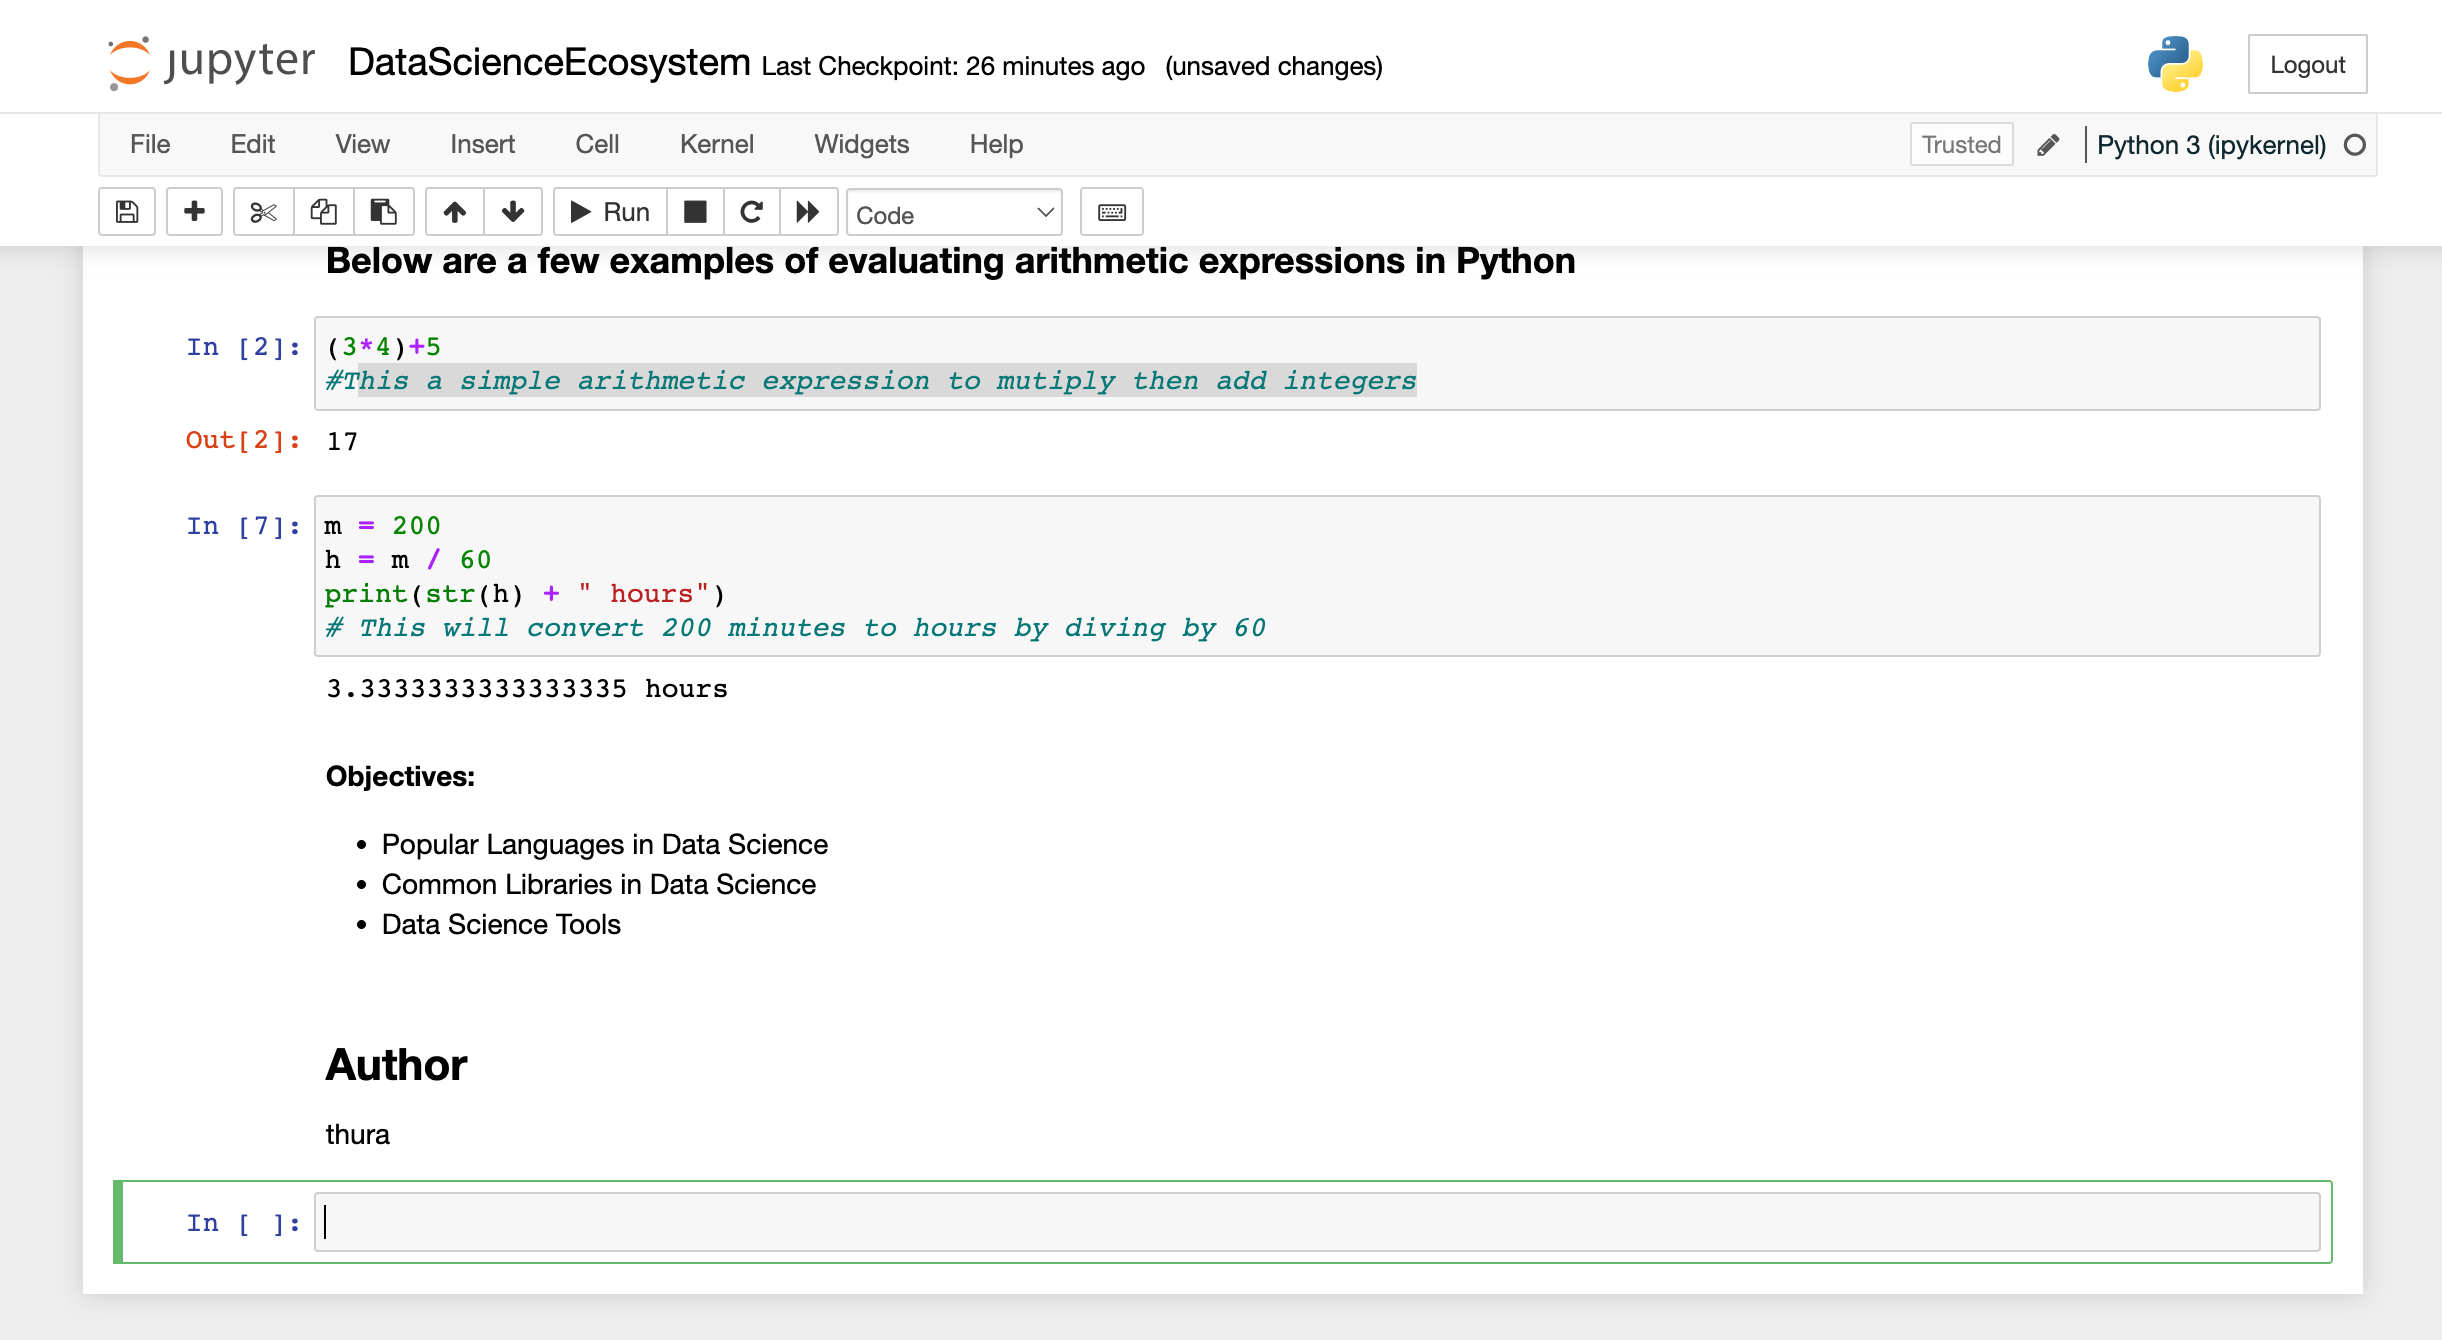 jupyter DataScienceEcosystem Last Checkpoint: 26 minutes ago (unsaved changes) Logout
File Edit View Insert Cell Kernel Widgets Help Trusted Python 3 (ipykernel)
Run Code
Below are a few examples of evaluating arithmetic expressions in Python
In [2]: (3*4)+5
#This a simple arithmetic expression to mutiply then add integers
Out[2]: 17
In [7]: m = 200
h = m / 60
print(str(h) + " hours")
# This will convert 200 minutes to hours by diving by 60
3.3333333333333335 hours
Objectives:
• Popular Languages in Data Science
• Common Libraries in Data Science
• Data Science Tools
Author
thura
In [ ]: